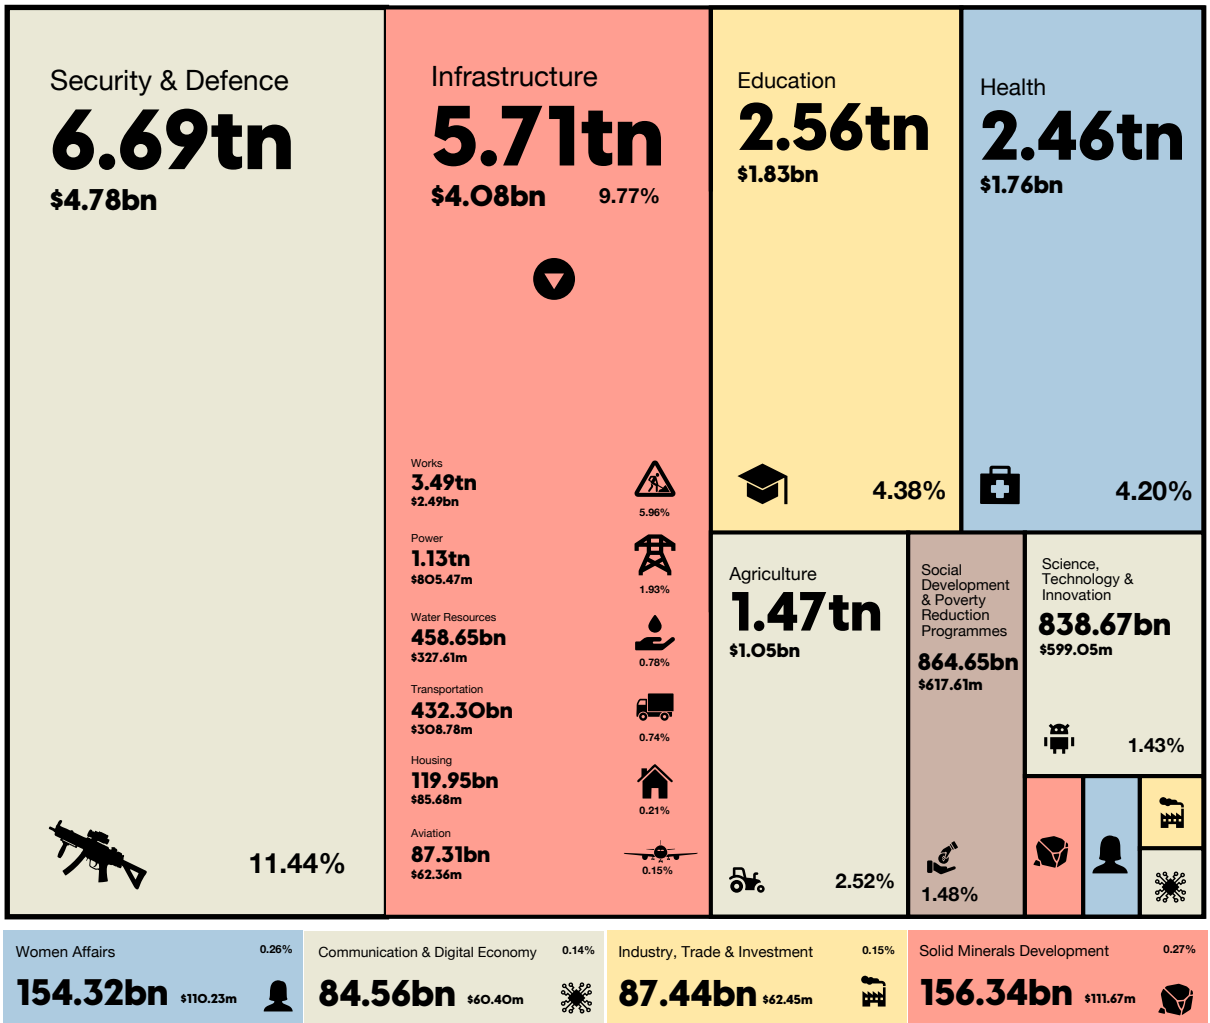 Security & Defence
6.69tn
$4.78bn
11.44%
Infrastructure
5.71tn
$4.08bn 9.77%
Works
3.49tn
$2.49bn
5.96%
Power
1.13tn
$805.47m
1.93%
Water Resources
458.65bn
$327.61m
0.78%
Transportation
432.30bn
$308.78m
0.74%
Housing
119.95bn
$85.68m
0.21%
Aviation
87.31bn
$62.36m
0.15%
Education
2.56tn
$1.83bn
4.38%
Health
2.46tn
$1.76bn
4.20%
Agriculture
1.47tn
$1.05bn
2.52%
Social
Development
& Poverty
Reduction
Programmes
864.65bn
$617.61m
1.48%
Science,
Technology &
Innovation
838.67bn
$599.05m
1.43%
Women Affairs 0.26%
154.32bn $110.23m
Communication & Digital Economy 0.14%
84.56bn $60.40m
Industry, Trade & Investment 0.15%
87.44bn $62.45m
Solid Minerals Development 0.27%
156.34bn $111.67m